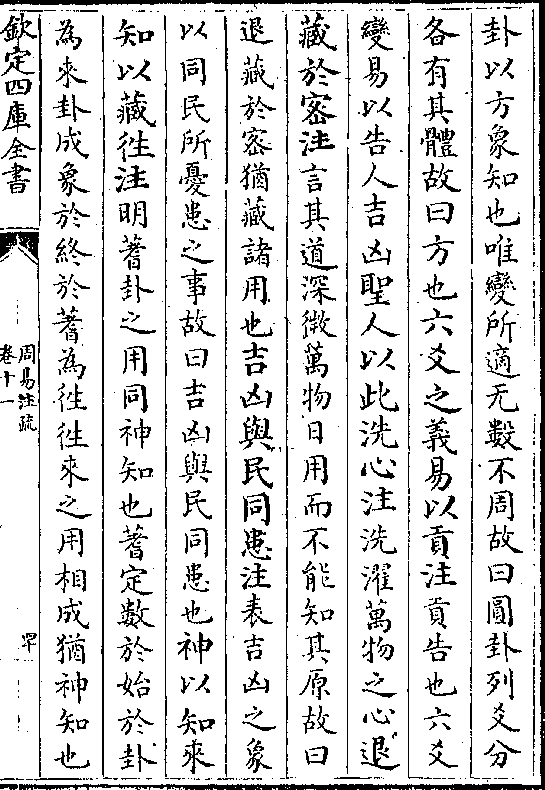 卦以方象知也唯變所適无數不周故曰圓卦列爻分
各有其體故曰方也六爻之義易以貢注貢告也六爻
變易以告人吉凶聖人以此洗心注洗濯萬物之心退
藏於密注言其道深微萬物日用而不能知其原故曰
退藏於密猶藏諸用也吉凶與民同患注表吉凶之象
以同民所憂患之事故曰吉凶與民同患也神以知來
知以藏徃注明蓍卦之用同神知也蓍定數於始於卦
為來卦成象於終於蓍為徃徃來之用相成猶神知也
欽定四庫全書
周易注疏
卷十一